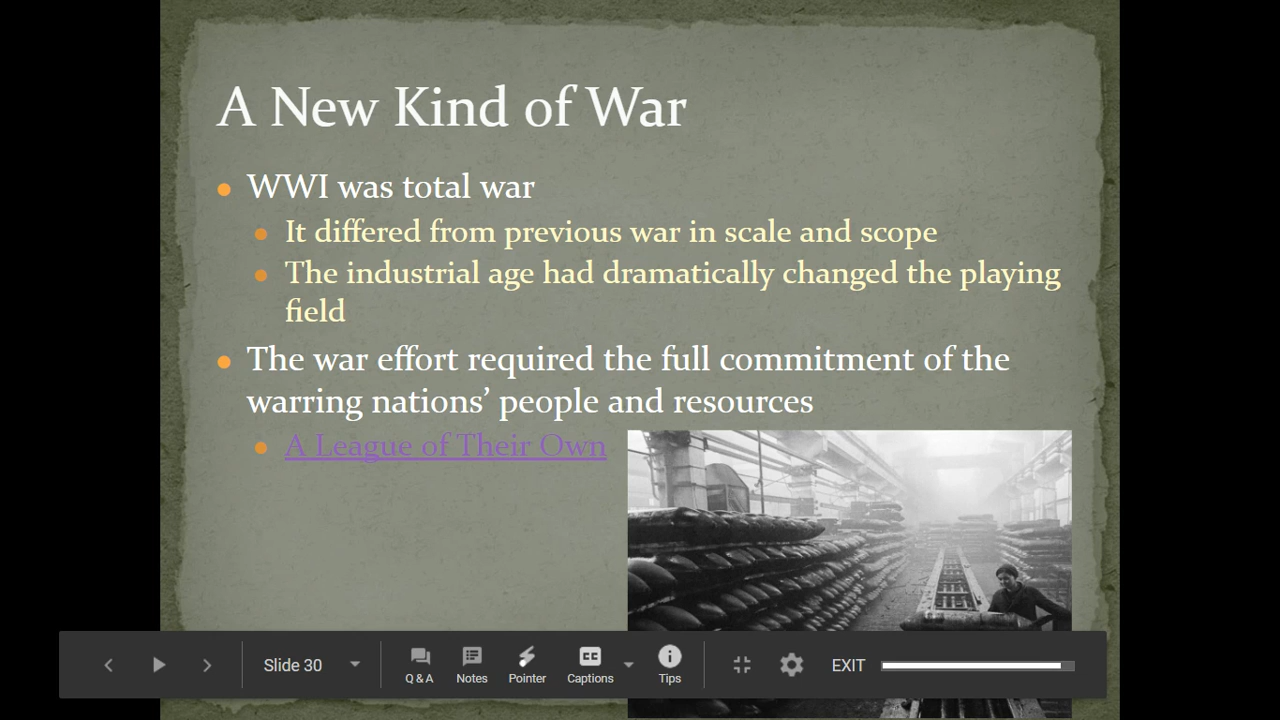 A New Kind of War
WWI was total war
It differed from previous war in scale and scope
The industrial age had dramatically changed the playing
field
The war effort required the full commitment of the
warring nations’ people and resources
A League of Their Own
Slide 30
Q & A
Notes
Pointer
CC
Captions
Tips
EXIT